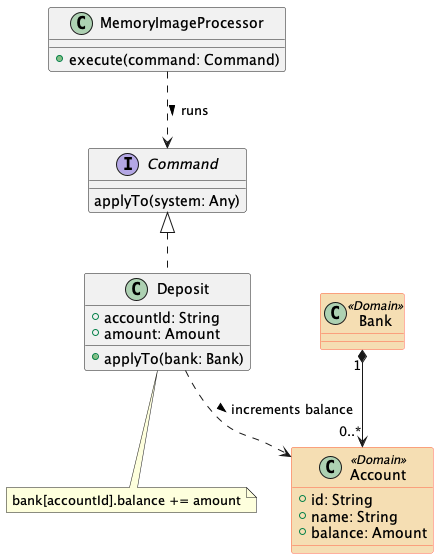 C MemoryImageProcessor
execute(command: Command)
runs
I Command
applyTo(system: Any)
C Deposit
accountId: String
amount: Amount
applyTo(bank: Bank)
C «Domain»
Bank
1
increments balance
0..*
bank[accountId].balance += amount
C «Domain»
Account
id: String
name: String
balance: Amount